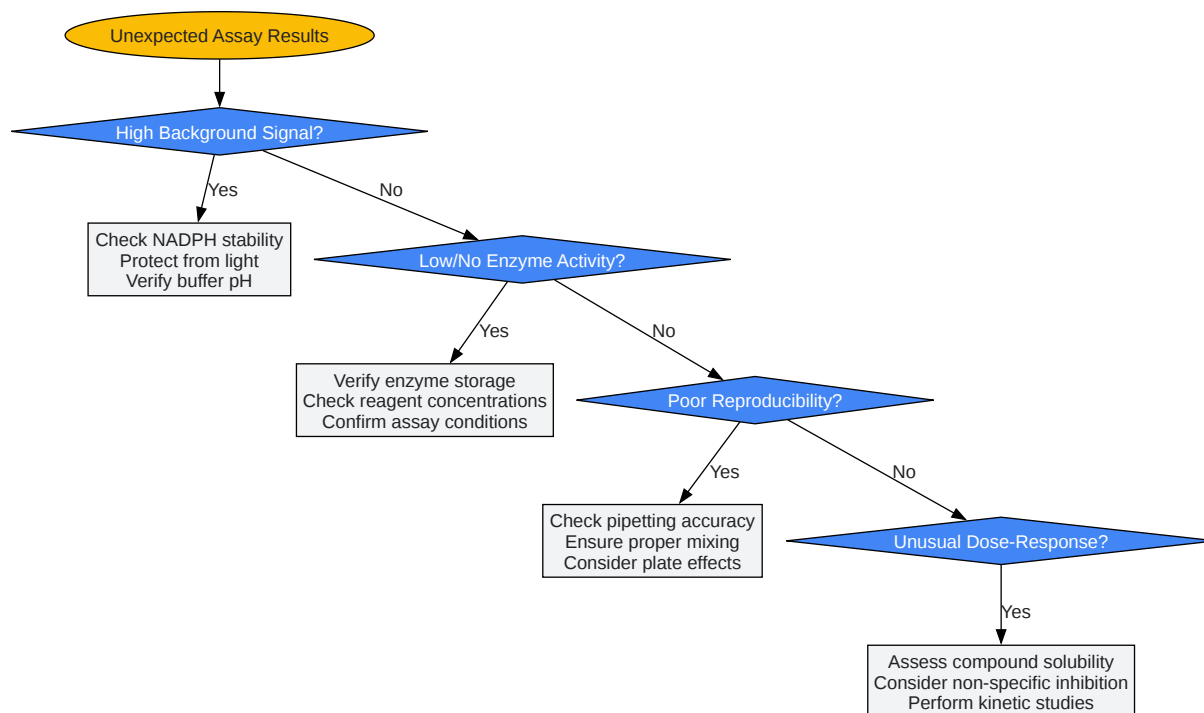 Unexpected Assay Results
High Background Signal?
Yes
No
Check NADPH stability
Protect from light
Verify buffer pH
Low/No Enzyme Activity?
Yes
No
Verify enzyme storage
Check reagent concentrations
Confirm assay conditions
Poor Reproducibility?
Yes
No
Check pipetting accuracy
Ensure proper mixing
Consider plate effects
Unusual Dose-Response?
Yes
Assess compound solubility
Consider non-specific inhibition
Perform kinetic studies